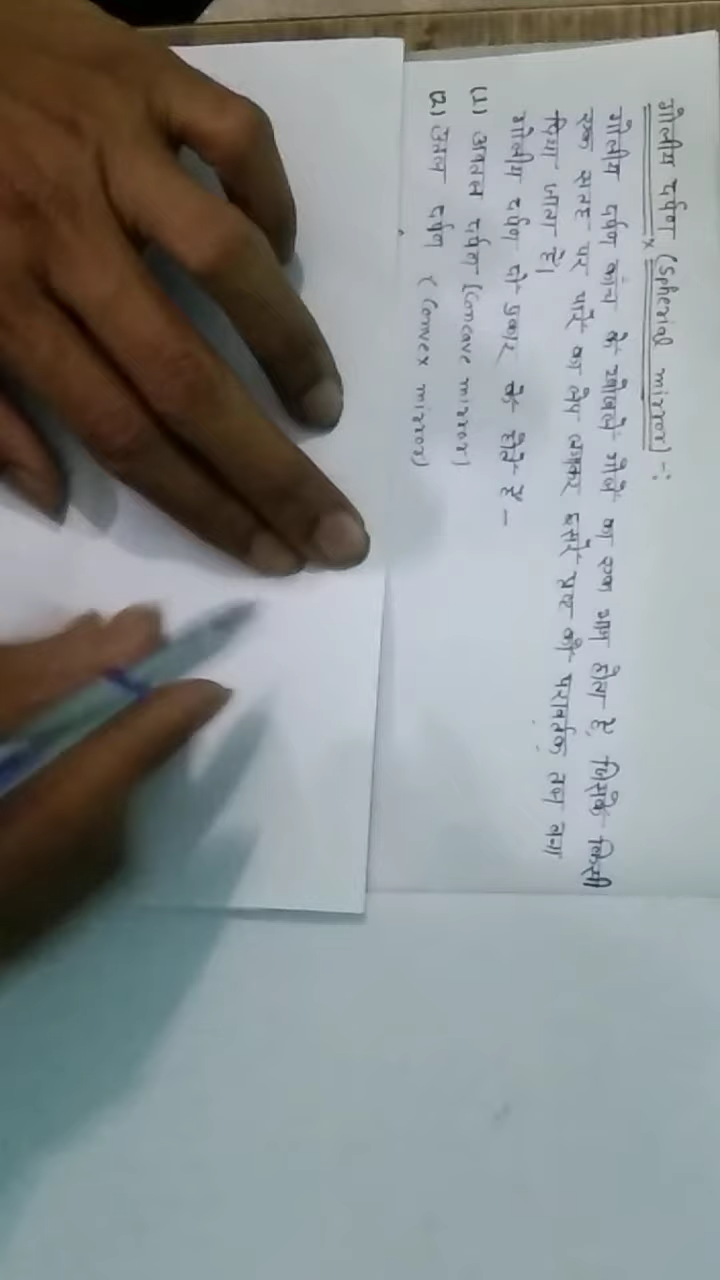 गोलीय दर्पण (Spherial mirror) -:
गोलीय दर्पण कांच के खोखले गोले का एक भाग होता है, जिसके किसी
एक सतह पर पारे का लेप लगाकर दूसरे पृष्ठ को परावर्तक तल बना
दिया जाता है।
गोलीय दर्पण दो प्रकार के होते हैं -
(1) अवतल दर्पण (Concave mirror)
(2) उत्तल दर्पण (Convex mirror)